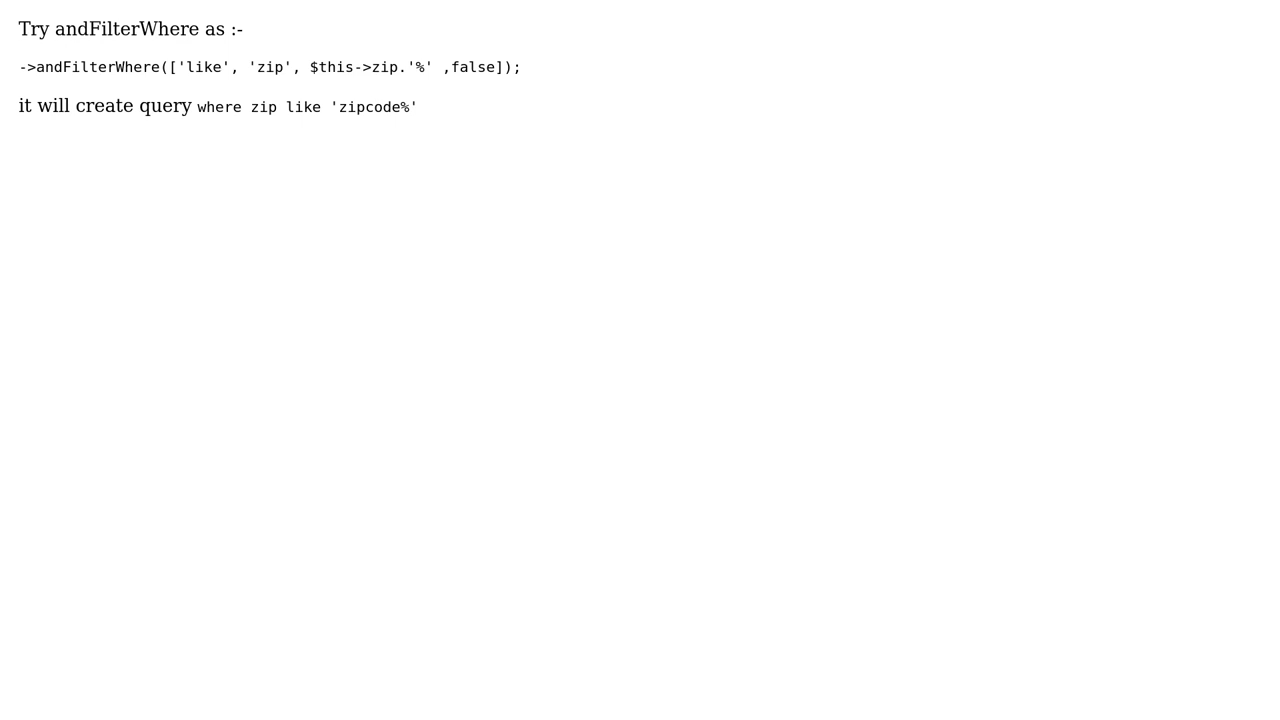 Try andFilterWhere as :-
->andFilterWhere(['like', 'zip', $this->zip.'%' ,false]);
it will create query where zip like 'zipcode%'